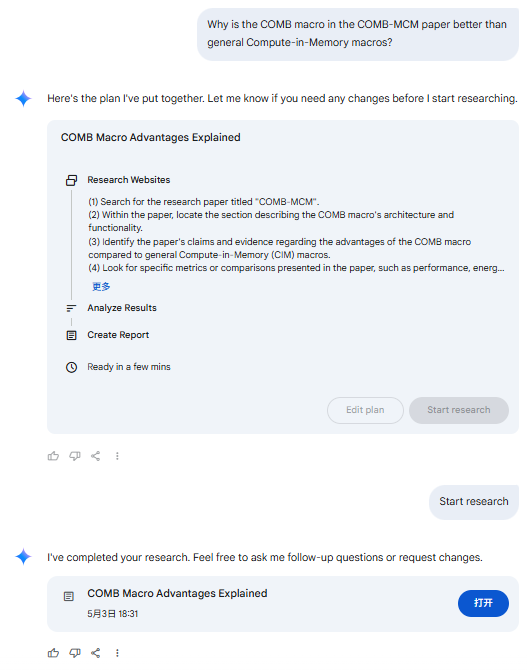 Why is the COMB macro in the COMB-MCM paper better than
general Compute-in-Memory macros?
Here's the plan I've put together. Let me know if you need any changes before I start researching.
COMB Macro Advantages Explained
Research Websites
(1) Search for the research paper titled "COMB-MCM".
(2) Within the paper, locate the section describing the COMB macro's architecture and
functionality.
(3) Identify the paper's claims and evidence regarding the advantages of the COMB macro
compared to general Compute-in-Memory (CIM) macros.
(4) Look for specific metrics or comparisons presented in the paper, such as performance, energ...
更多
Analyze Results
Create Report
Ready in a few mins
Edit plan
Start research
Start research
I've completed your research. Feel free to ask me follow-up questions or request changes.
COMB Macro Advantages Explained
5月3日 18:31
打开